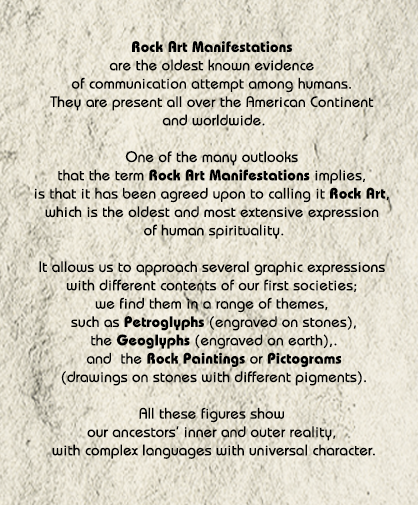 Rock Art Manifestations
are the oldest known evidence
of communication attempt among humans.
They are present all over the American Continent
and worldwide.
One of the many outlooks
that the term Rock Art Manifestations implies,
is that it has been agreed upon to calling it Rock Art,
which is the oldest and most extensive expression
of human spirituality.
It allows us to approach several graphic expressions
with different contents of our first societies;
we find them in a range of themes,
such as Petroglyphs (engraved on stones),
the Geoglyphs (engraved on earth),.
and the Rock Paintings or Pictograms
(drawings on stones with different pigments).
All these figures show
our ancestors' inner and outer reality,
with complex languages with universal character.